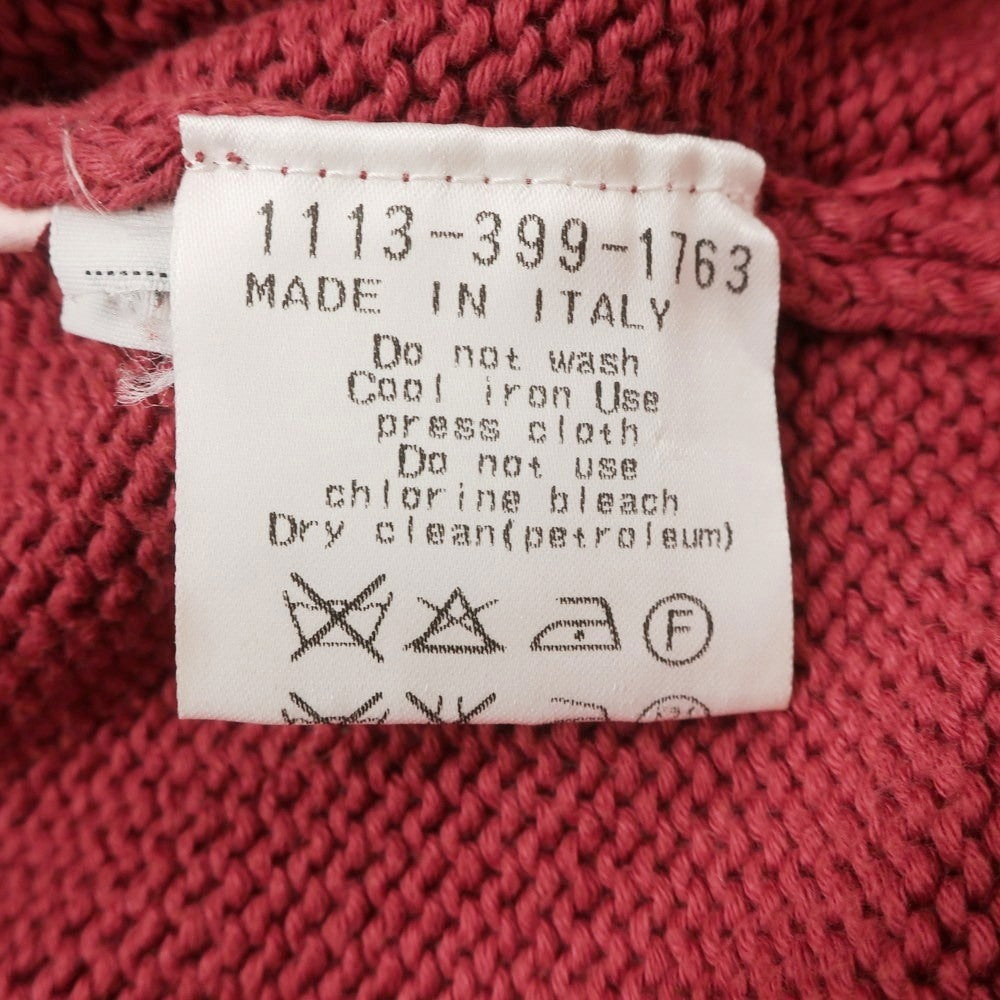 1113-399-1763
MADE IN ITALY
Do not wash
Cool iron Use
press cloth
Do not use
chlorine bleach
Dry clean(petroleum)
F